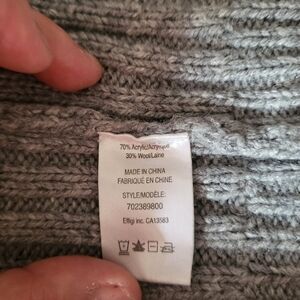 70% Acrylic/Acrylique
30% Wool/Laine
MADE IN CHINA
FABRIQUÉ EN CHINE
STYLE/MODÈLE:
702389800
Effigi inc. CA13583